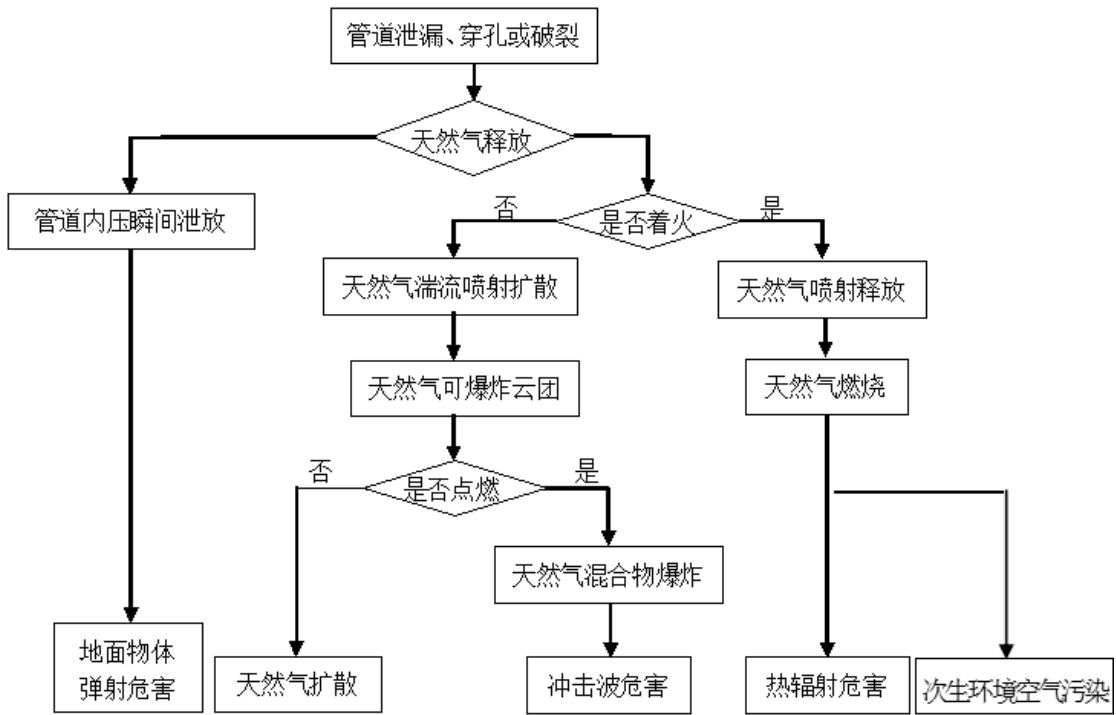 管道泄漏、穿孔或破裂
天然气释放
管道内压瞬间泄放
否
是否着火
是
天然气湍流喷射扩散
天然气喷射释放
天然气可爆炸云团
天然气燃烧
否
是否点燃
是
天然气混合物爆炸
地面物体
弹射危害
天然气扩散
冲击波危害
热辐射危害
次生环境空气污染